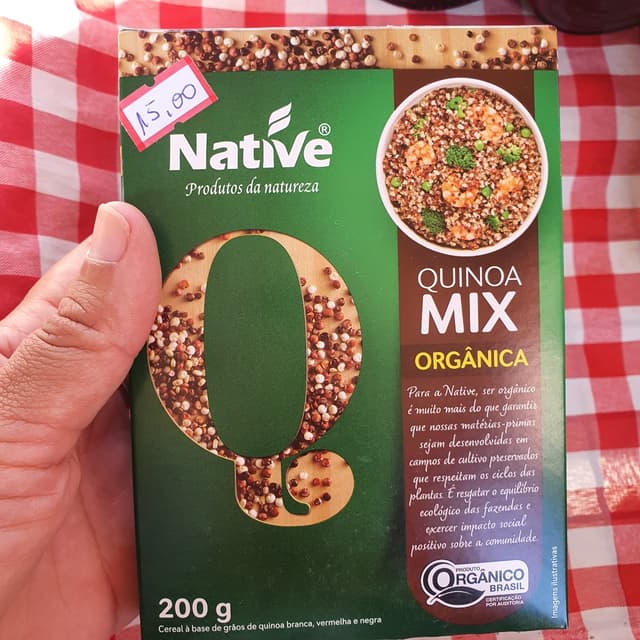 15,00
Native®
Produtos da natureza
QUINOA
MIX
ORGÂNICA
Para a Native, ser orgânico
é muito mais do que garantir
que nossas matérias-primas
sejam desenvolvidas em
campos de cultivo preservados
que respeitam os ciclos das
plantas. É resgatar o equilíbrio
ecológico das fazendas e
exercer impacto social
positivo sobre a comunidade.
PRODUTO
ORGÂNICO
BRASIL
CERTIFICAÇÃO
POR AUDITORIA
Imagens ilustrativas
200 g
Cereal à base de grãos de quinoa branca, vermelha e negra